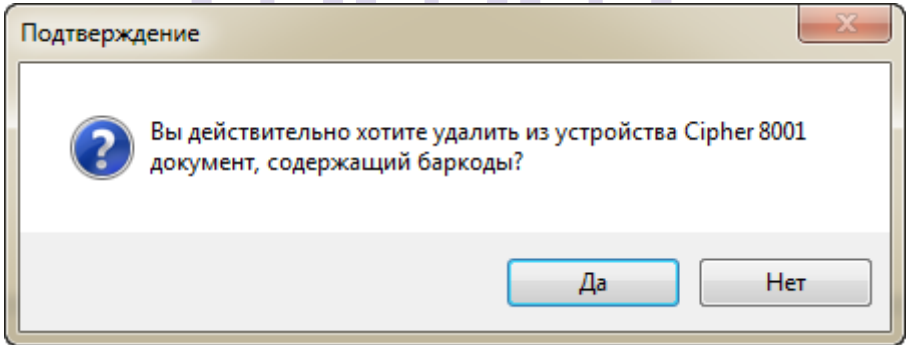 Подтверждение
Вы действительно хотите удалить из устройства Cipher 8001
документ, содержащий баркоды?
Да
Нет